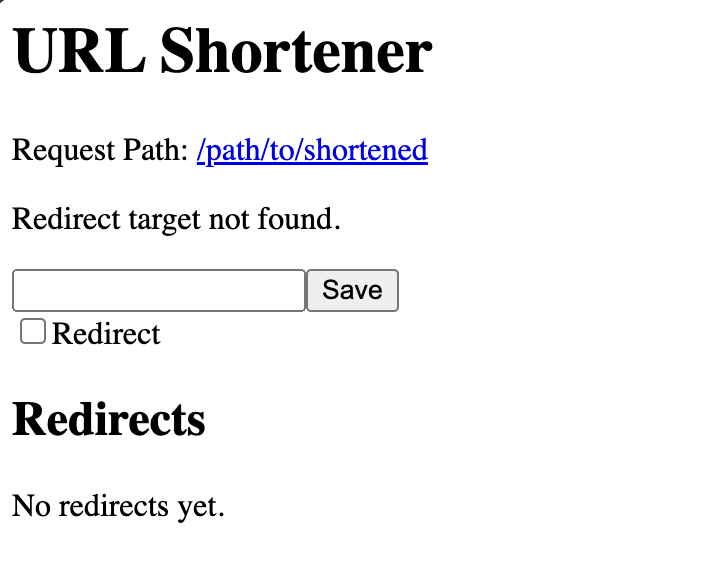 URL Shortener
Request Path: /path/to/shortened
Redirect target not found.
Save
Redirect
Redirects
No redirects yet.